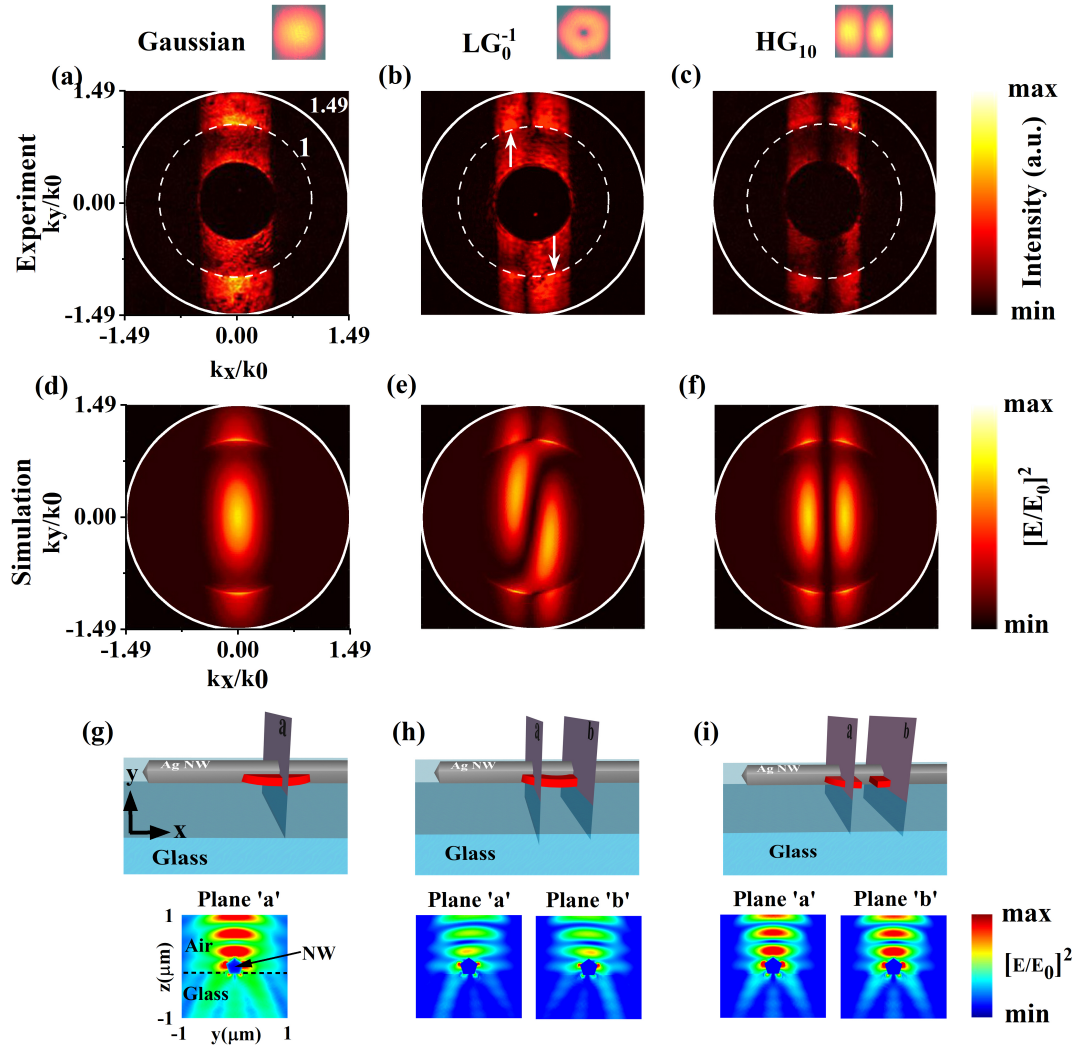 Gaussian
LG₀⁻¹
HG₁₀
(a)
(b)
(c)
1.49
0.00
-1.49
Experiment
ky/k0
1.49
1
-1.49
0.00
1.49
kx/k0
max
Intensity (a.u.)
min
(d)
(e)
(f)
1.49
0.00
-1.49
Simulation
ky/k0
-1.49
0.00
1.49
kx/k0
max
[E/E₀]²
min
(g)
a
Ag NW
y
x
Glass
(h)
a
b
Ag NW
Glass
(i)
a
b
Ag NW
Glass
Plane 'a'
1
z(μm)
-1
Air
NW
Glass
-1
y(μm)
1
Plane 'a'
Plane 'b'
Plane 'a'
Plane 'b'
max
[E/E₀]²
min